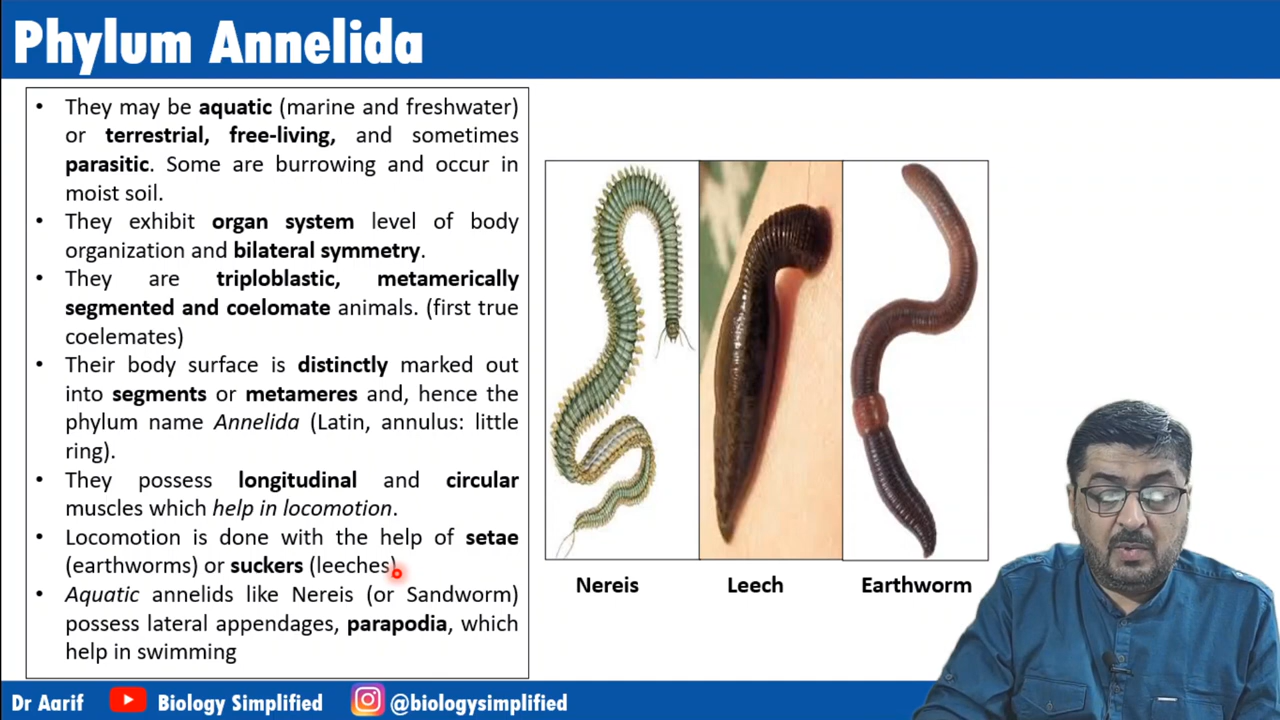 Phylum Annelida
• They may be aquatic (marine and freshwater)
or terrestrial, free-living, and sometimes
parasitic. Some are burrowing and occur in
moist soil.
• They exhibit organ system level of body
organization and bilateral symmetry.
• They are triploblastic, metamerically
segmented and coelomate animals. (first true
coelemates)
• Their body surface is distinctly marked out
into segments or metameres and, hence the
phylum name Annelida (Latin, annulus: little
ring).
• They possess longitudinal and circular
muscles which help in locomotion.
• Locomotion is done with the help of setae
(earthworms) or suckers (leeches)
• Aquatic annelids like Nereis (or Sandworm)
possess lateral appendages, parapodia, which
help in swimming
Nereis Leech Earthworm
Dr Aarif Biology Simplified @biologysimplified